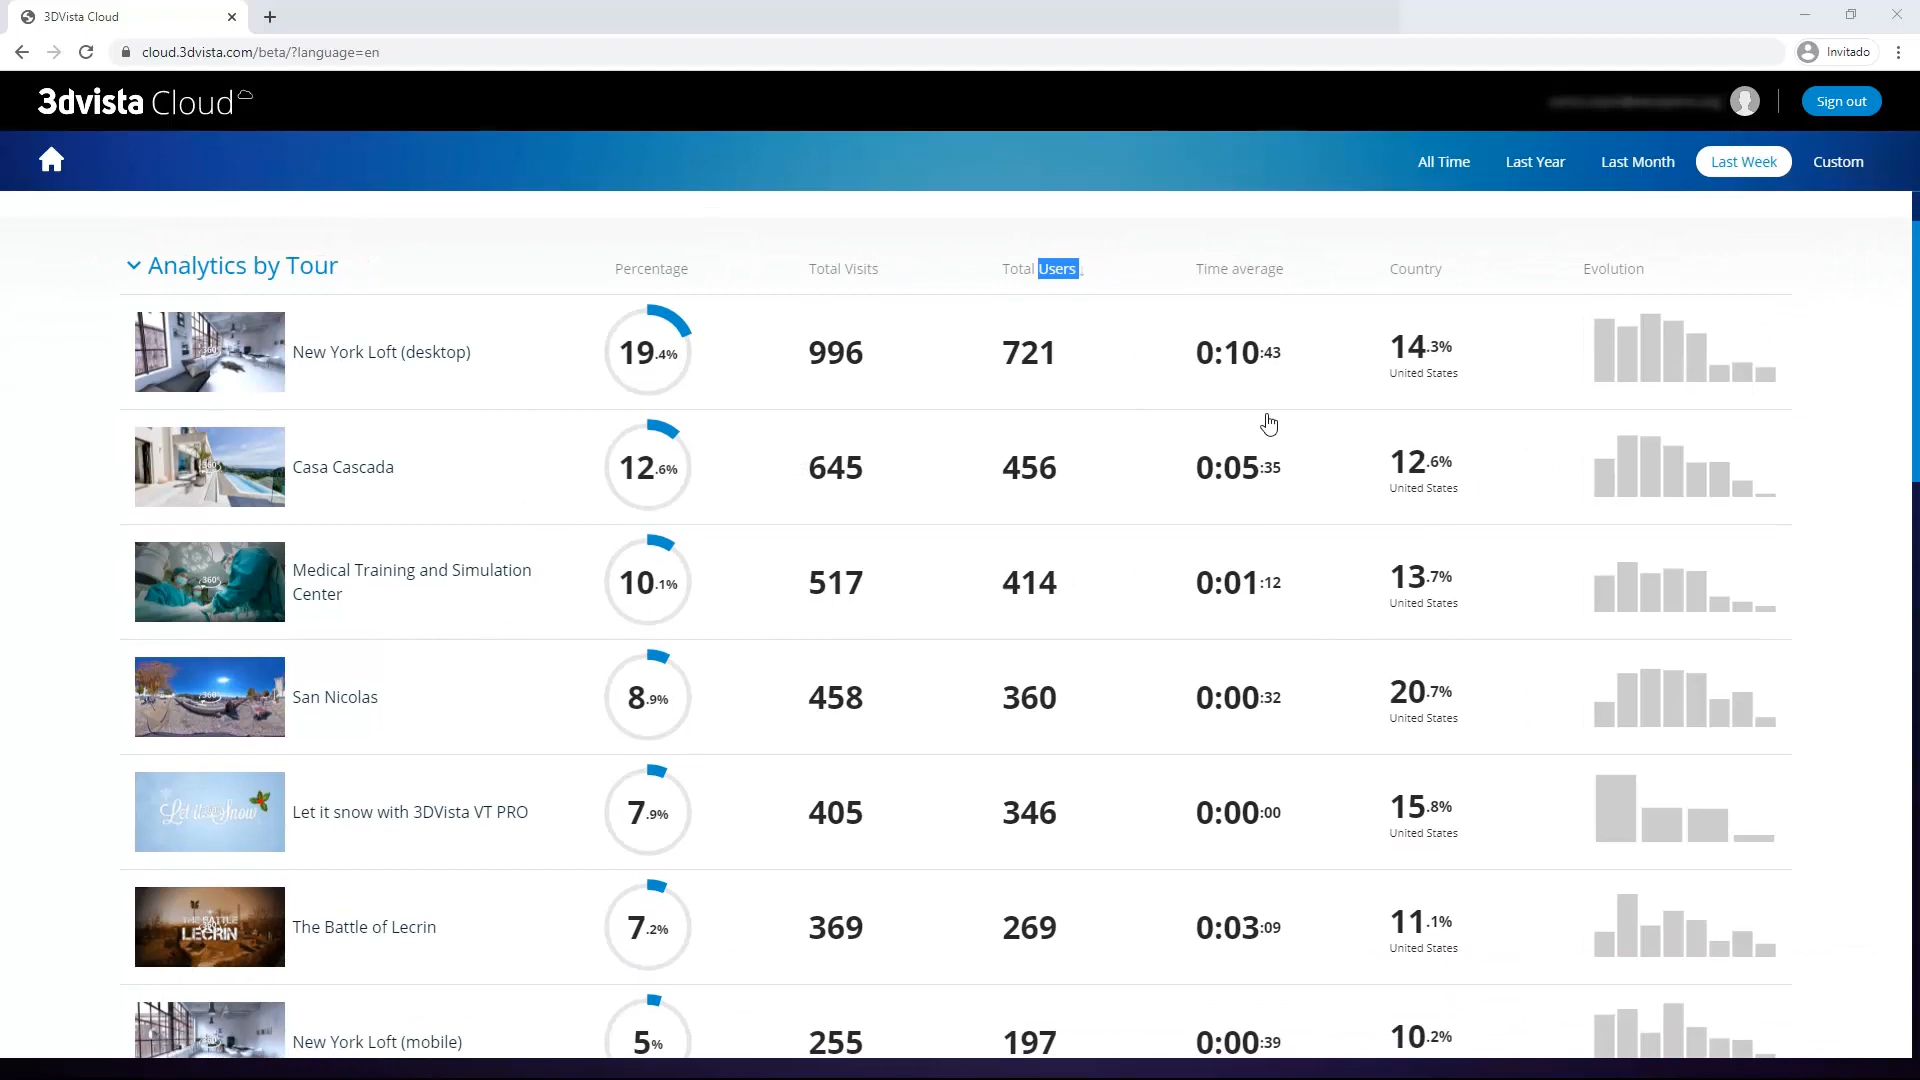 3DVista Cloud
cloud.3dvista.com/beta/?language=en
Invitado
3dvista Cloud
Sign out
All Time Last Year Last Month Last Week Custom
Analytics by Tour Percentage Total Visits Total Users Time average Country Evolution
New York Loft (desktop) 19.4% 996 721 0:10:43 14.3%
United States
Casa Cascada 12.6% 645 456 0:05:35 12.6%
United States
Medical Training and Simulation
Center
360°
10.1% 517 414 0:01:12 13.7%
United States
San Nicolas 8.9% 458 360 0:00:32 20.7%
United States
Let it Snow
Let it snow with 3DVista VT PRO 7.9% 405 346 0:00:00 15.8%
United States
THE BATTLE
LECRIN
The Battle of Lecrin 7.2% 369 269 0:03:09 11.1%
United States
New York Loft (mobile) 5% 255 197 0:00:39 10.2%